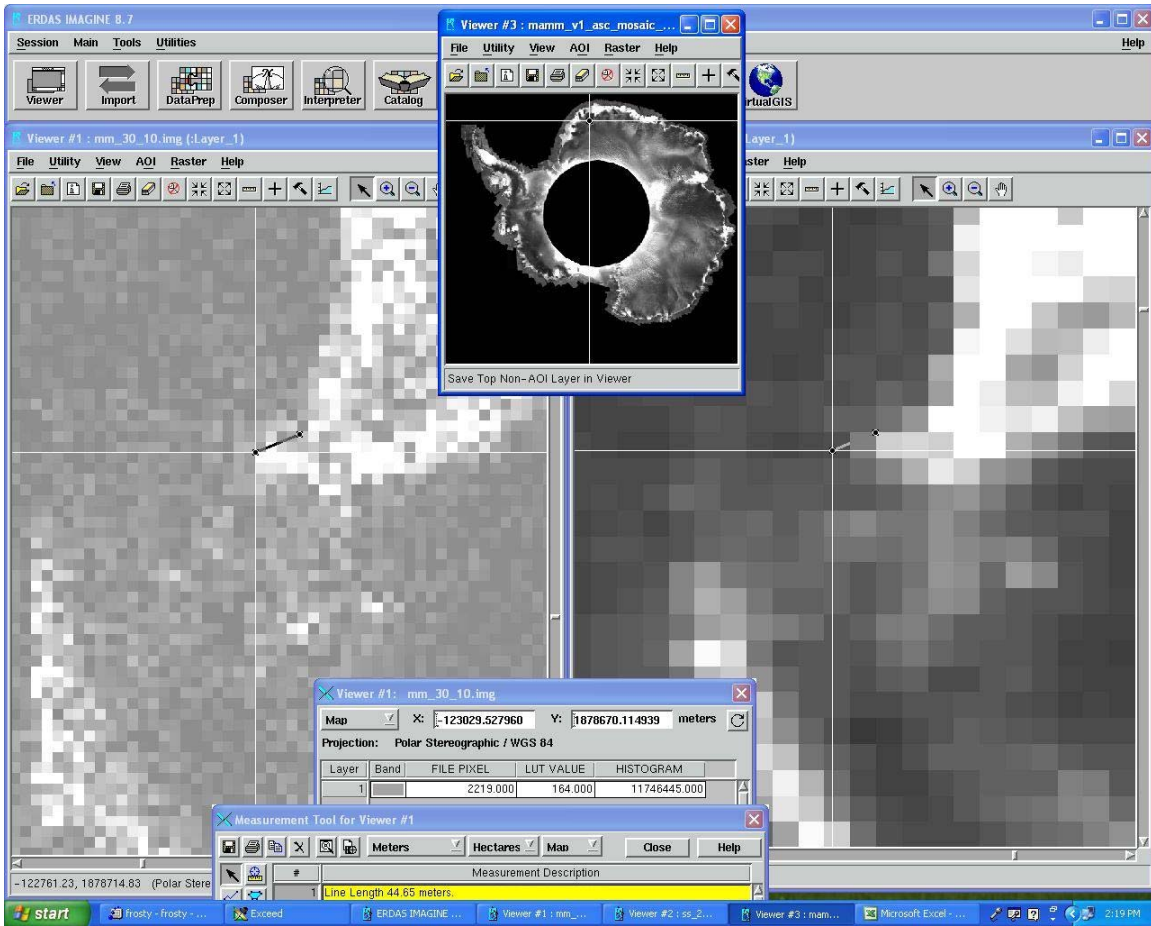 ERDAS IMAGINE 8.7
Session Main Tools Utilities Help
Viewer Import DataPrep Composer Interpreter Catalog VirtualGIS
Viewer #3 : mamm_v1_asc_mosaic_...
File Utility View AOI Raster Help
Save Top Non-AOI Layer in Viewer
Viewer #1 : mm_30_10.img (:Layer_1)
File Utility View AOI Raster Help
-122761.23, 1878714.83 (Polar Stere
Layer_1)
ster Help
Viewer #1: mm_30_10.img
Map X: -123029.527960 Y: 1878670.114939 meters
Projection: Polar Stereographic / WGS 84
Layer Band FILE PIXEL LUT VALUE HISTOGRAM
1 2219.000 164.000 11746445.000
Measurement Tool for Viewer #1
Meters Hectares Map Close Help
# Measurement Description
1 Line Length 44.65 meters.
start frosty - frosty - ... Exceed ERDAS IMAGINE ... Viewer #1 : mm_... Viewer #2 : ss_2... Viewer #3 : mam... Microsoft Excel - ... 2:19 PM